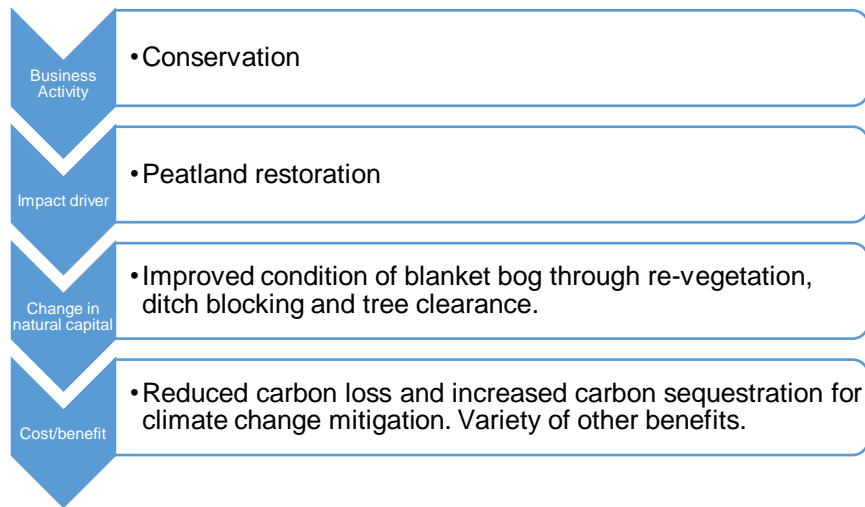 Business
Activity
•Conservation
Impact driver
•Peatland restoration
Change in
natural capital
•Improved condition of blanket bog through re-vegetation,
ditch blocking and tree clearance.
Cost/benefit
•Reduced carbon loss and increased carbon sequestration for
climate change mitigation. Variety of other benefits.